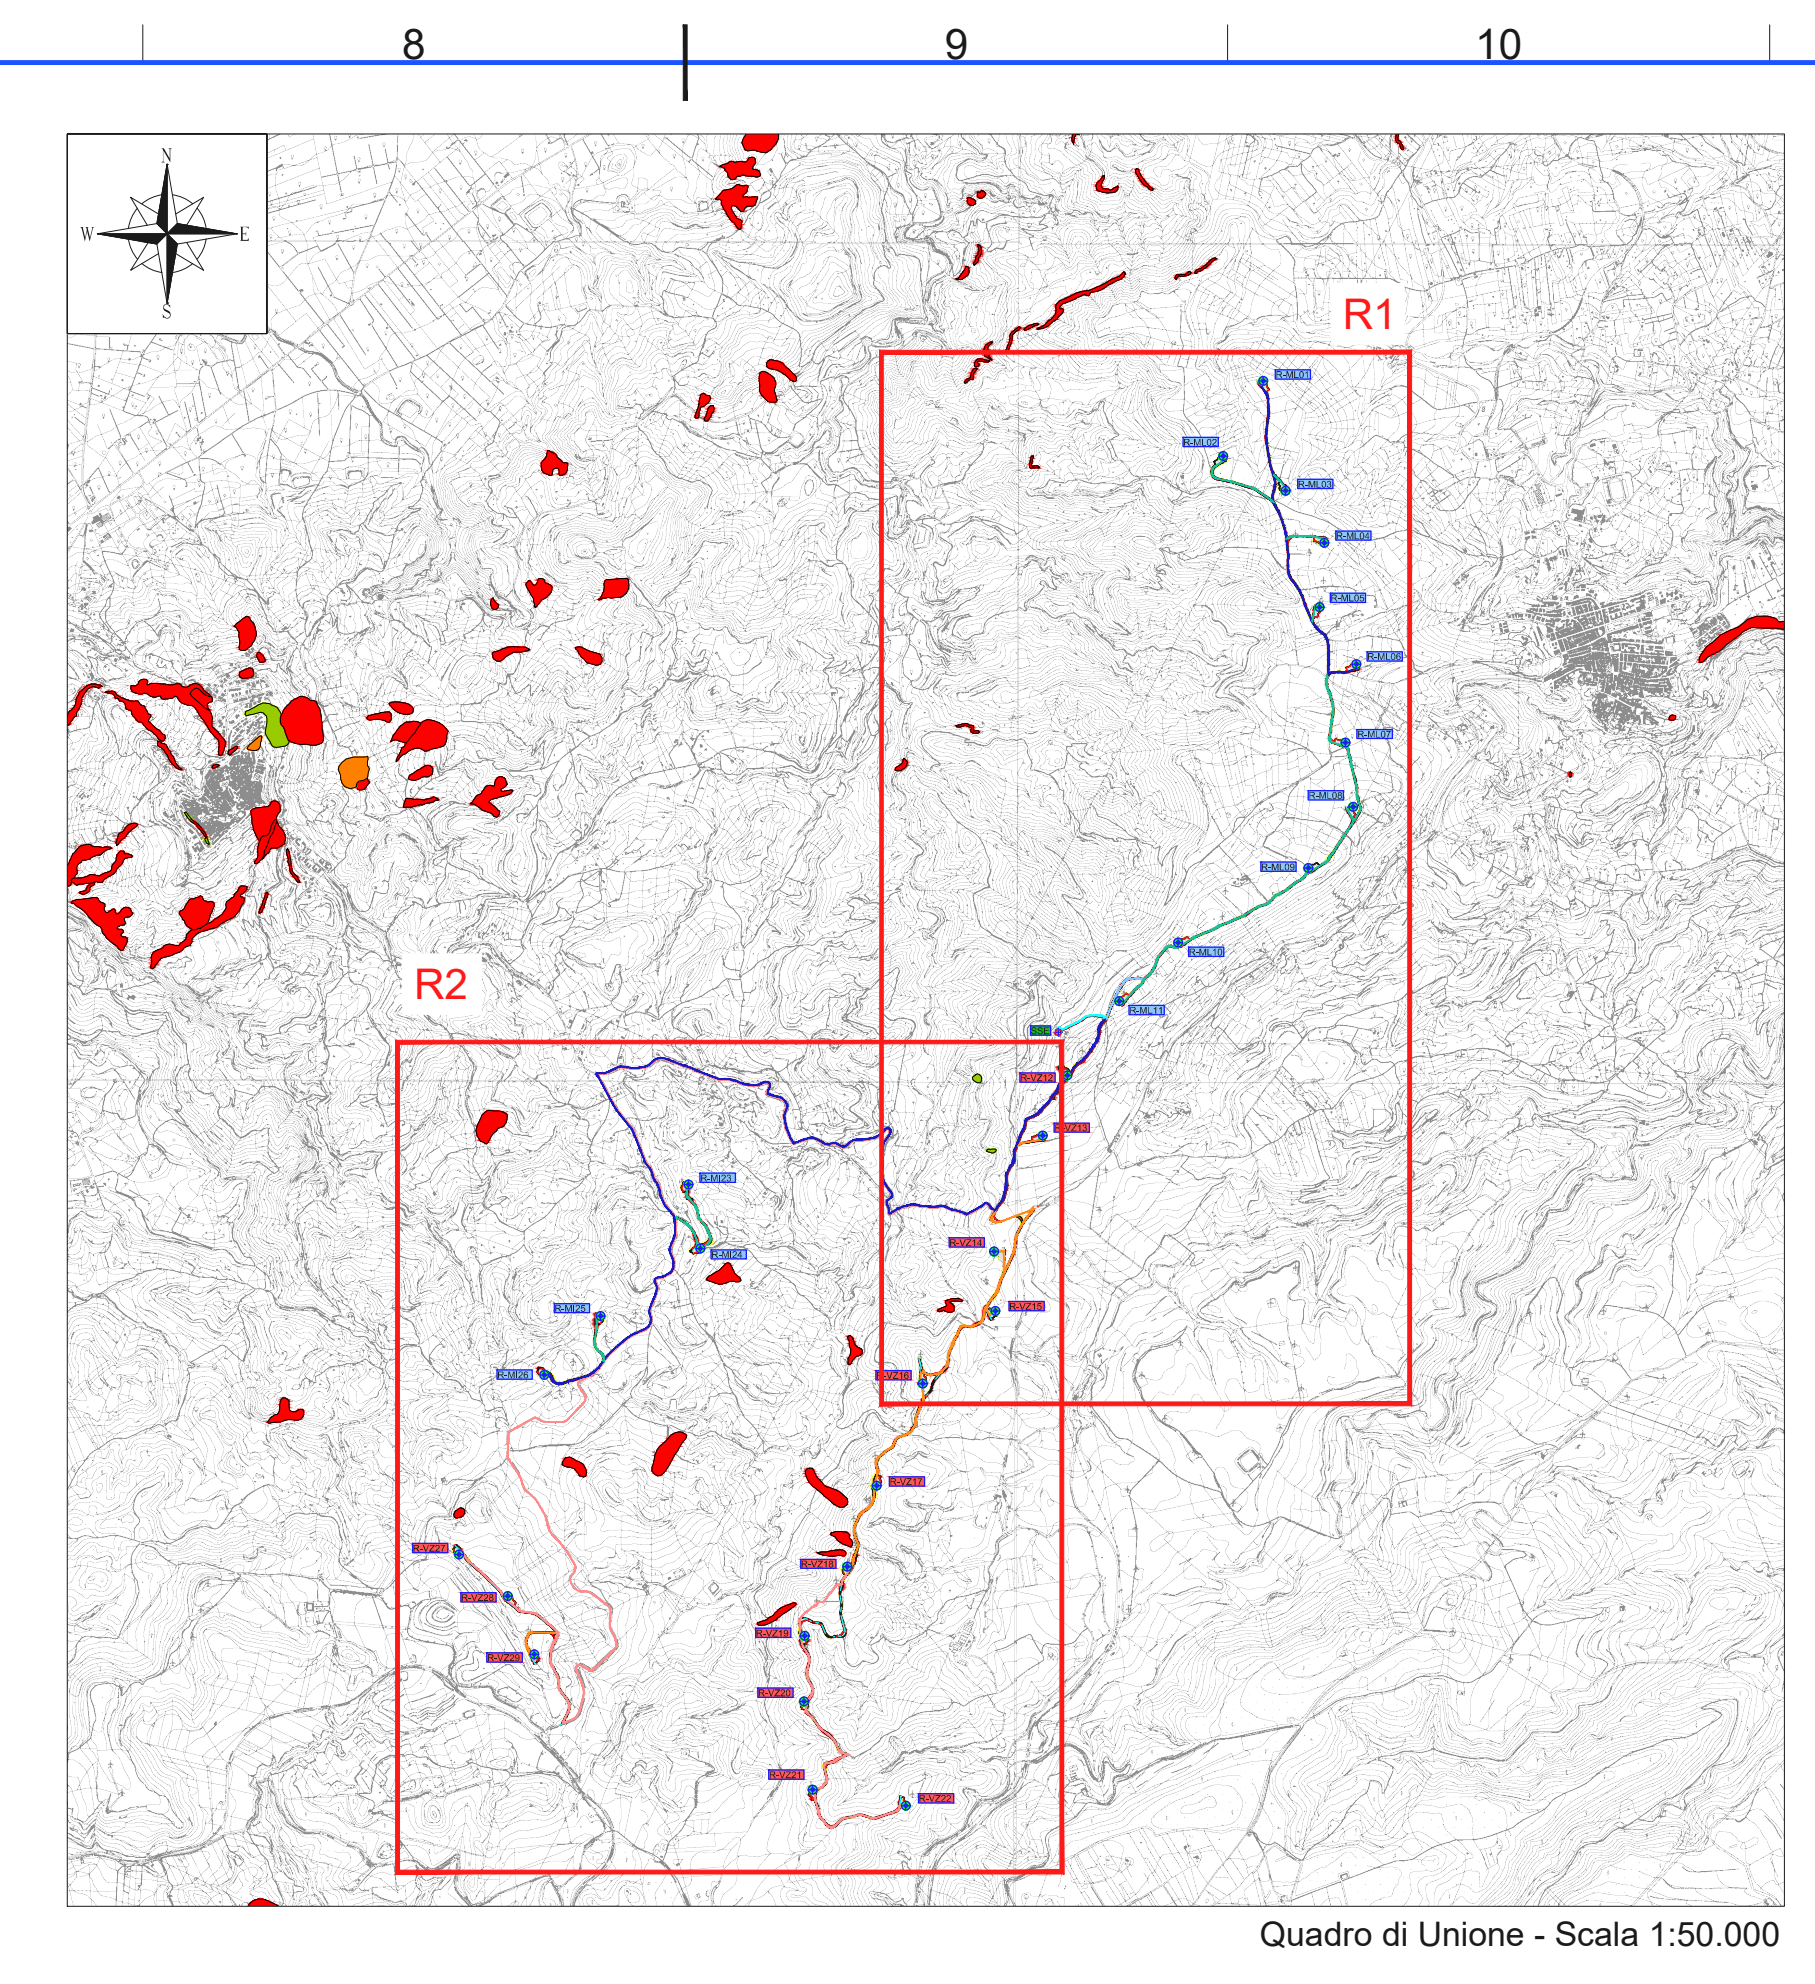 8
9
10
N
W
E
S
R1
R-ML01
R-ML02
R-ML03
R-ML04
R-ML05
R-ML06
R-ML07
R-ML08
R-ML09
R-ML10
R2
R-ML11
SSE
R-VZ12
R-VZ13
R-MI23
R-VZ14
R-MI24
R-VZ15
R-MI25
R-MI26
R-VZ16
R-VZ17
R-VZ27
R-VZ18
R-VZ28
R-VZ19
R-VZ29
R-VZ20
R-VZ21
R-VZ22
Quadro di Unione - Scala 1:50.000